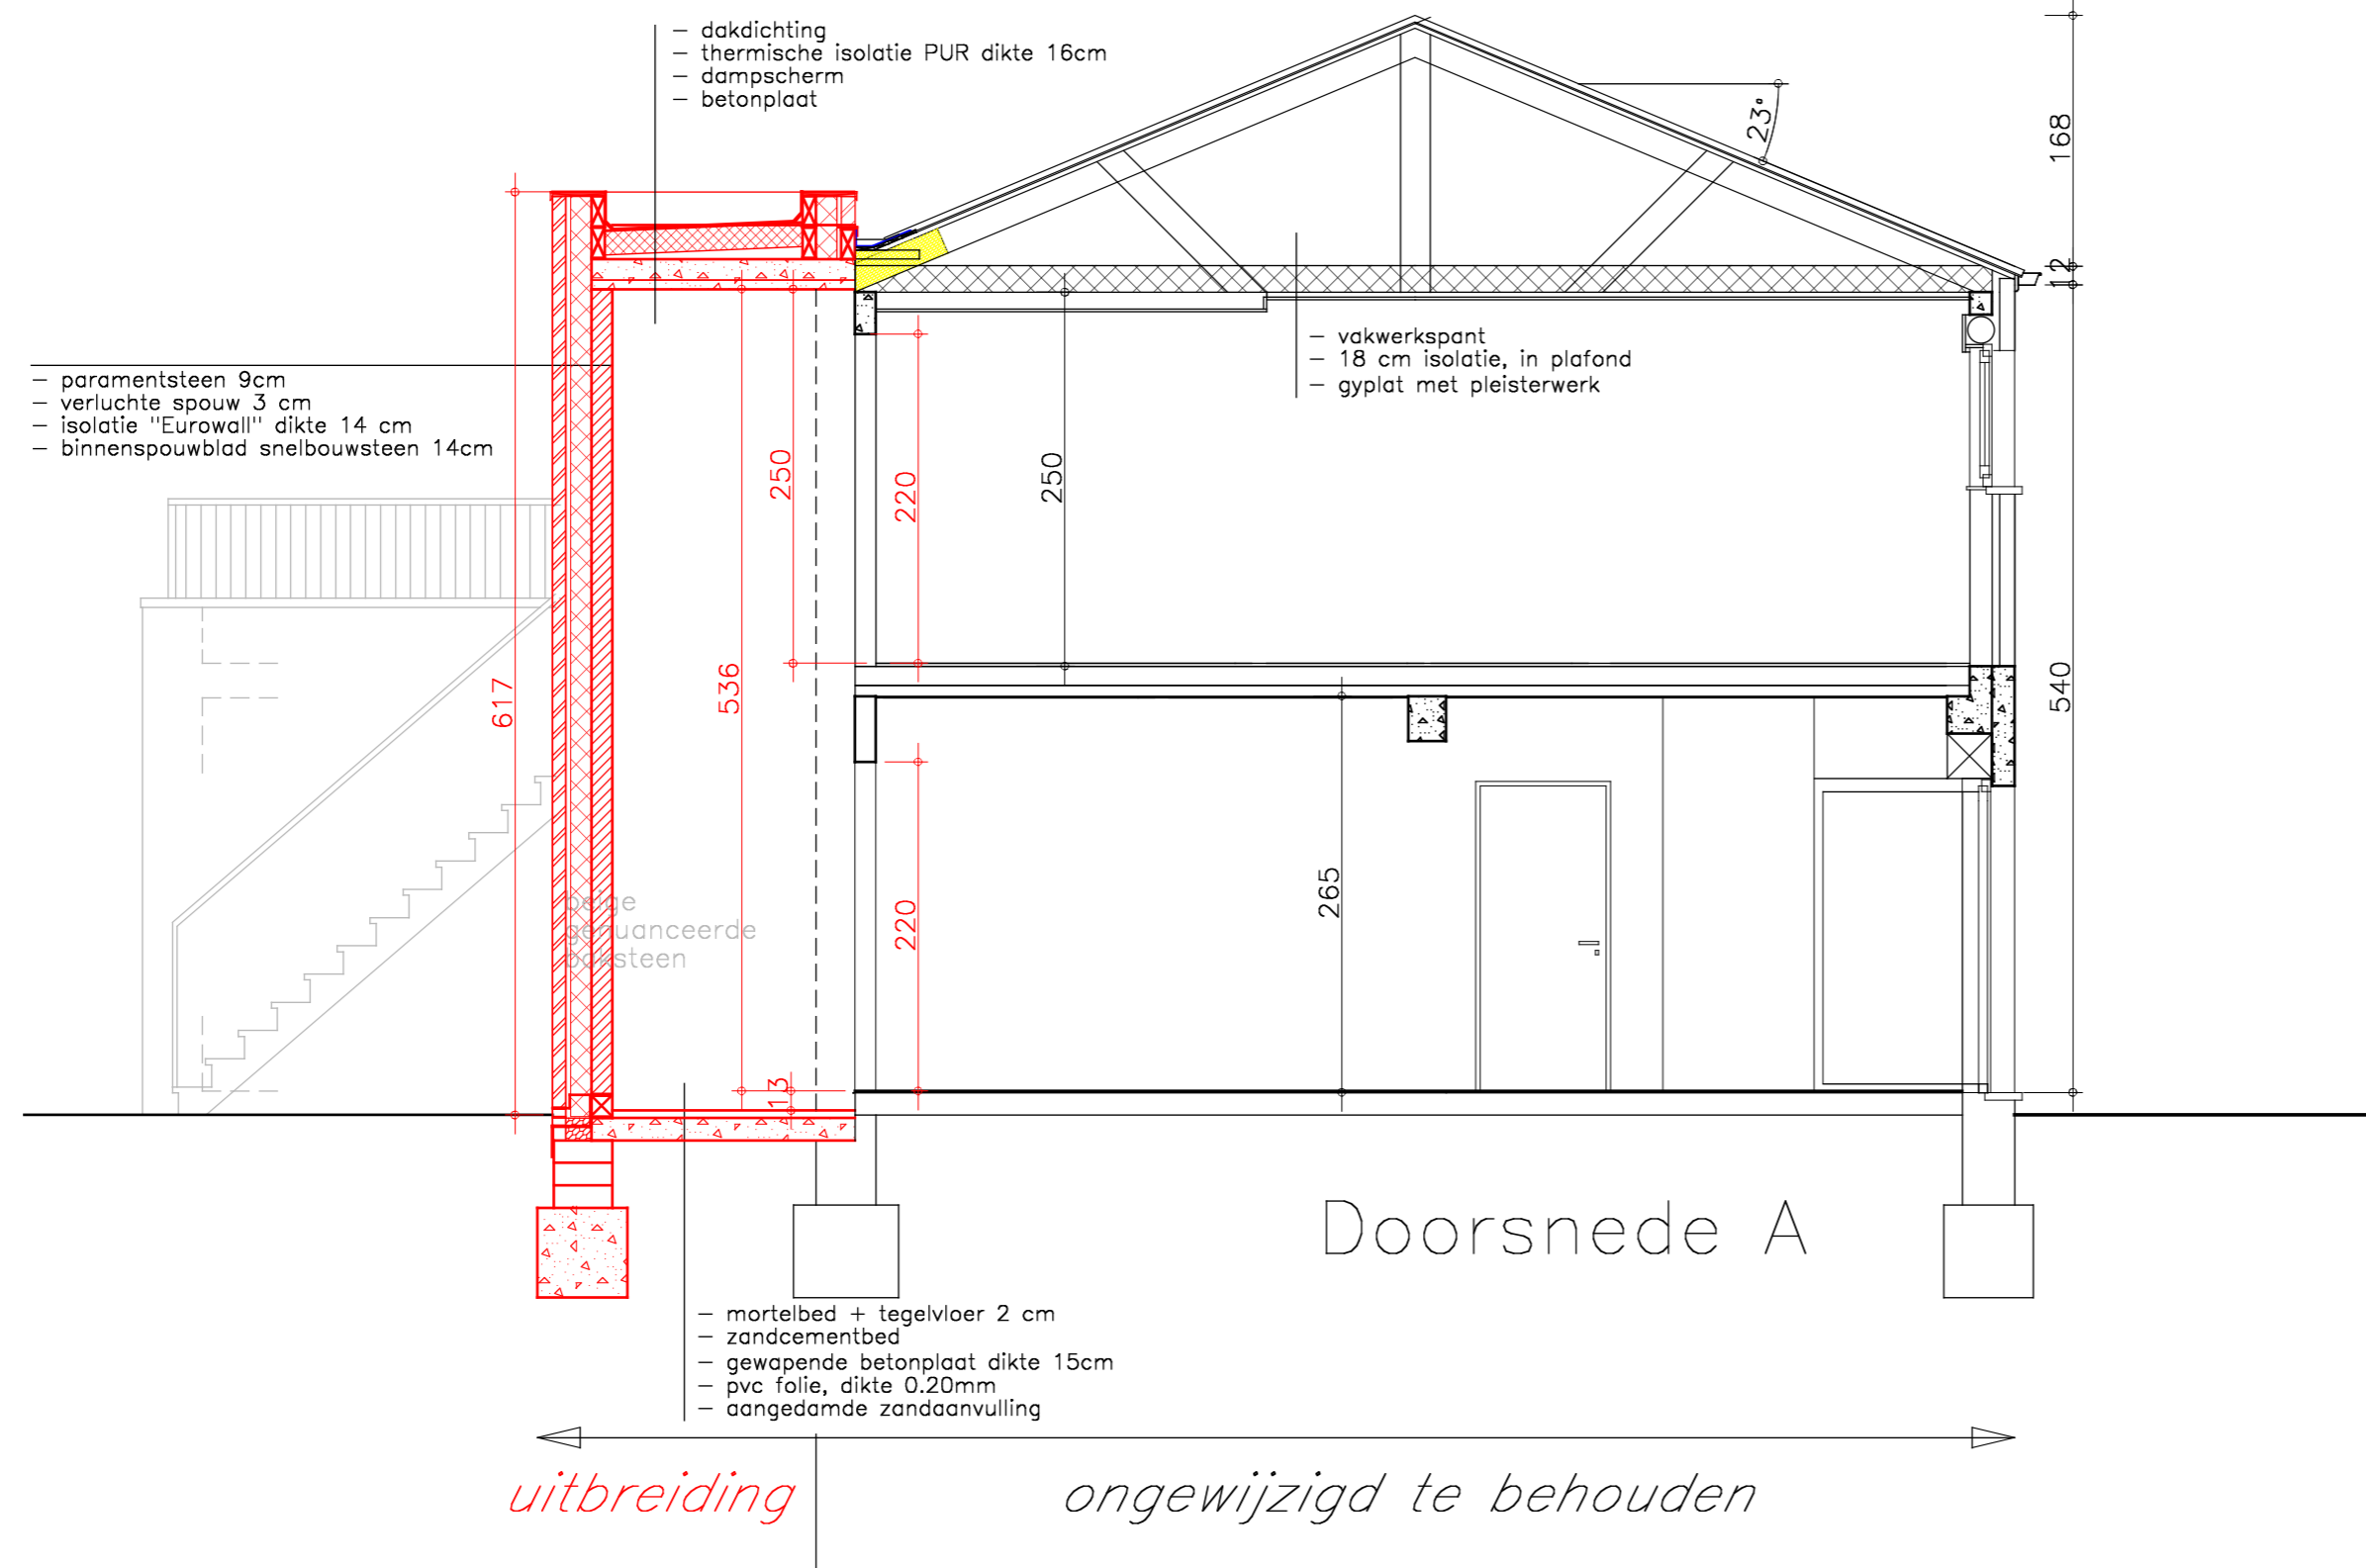 – dakdichting
– thermische isolatie PUR dikte 16cm
– dampscherm
– betonplaat
23°
168
12
– vakwerkspant
– 18 cm isolatie, in plafond
– gyplat met pleisterwerk
– paramentsteen 9cm
– verluchte spouw 3 cm
– isolatie "Eurowall" dikte 14 cm
– binnenspouwblad snelbouwsteen 14cm
250
220
250
617
536
540
265
220
beige
genuanceerde
baksteen
13
Doorsnede A
– mortelbed + tegelvloer 2 cm
– zandcementbed
– gewapende betonplaat dikte 15cm
– pvc folie, dikte 0.20mm
– aangedamde zandaanvulling
uitbreiding
ongewijzigd te behouden